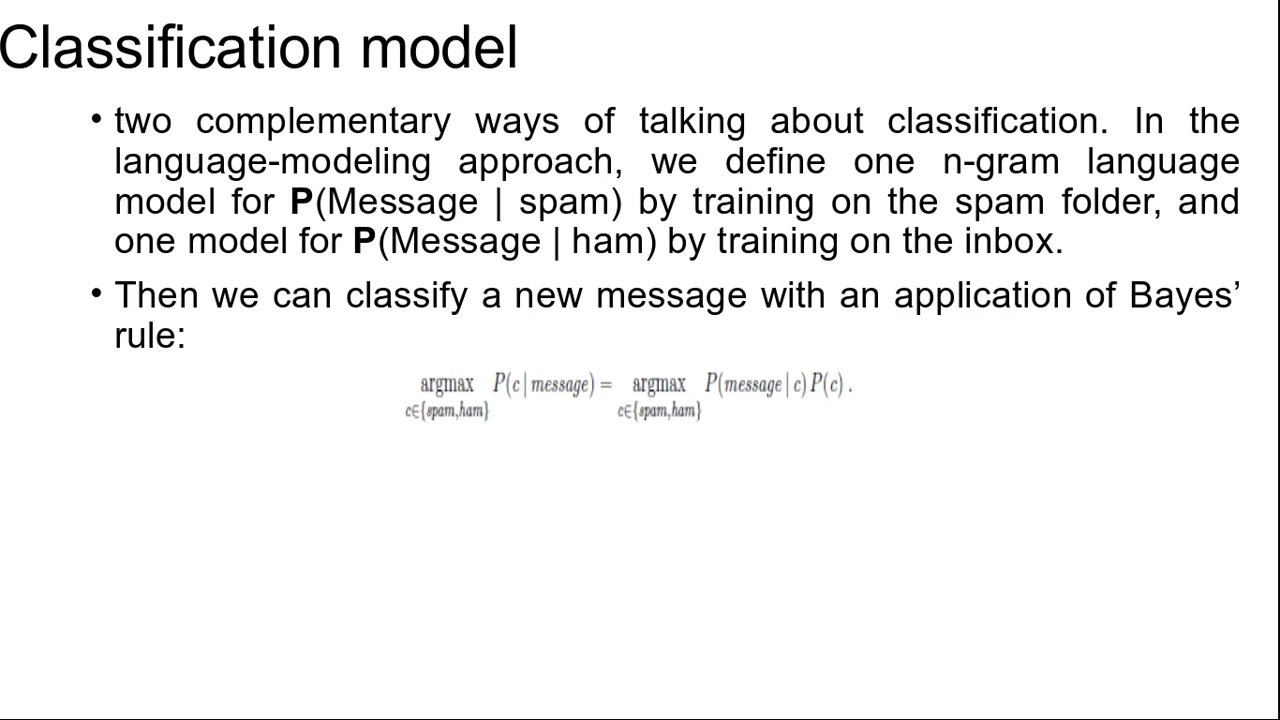 Classification model
• two complementary ways of talking about classification. In the
language-modeling approach, we define one n-gram language
model for P(Message | spam) by training on the spam folder, and
one model for P(Message | ham) by training on the inbox.
• Then we can classify a new message with an application of Bayes’
rule:
argmax P(c | message) = argmax P(message | c) P(c) .
c∈{spam,ham} c∈{spam,ham}